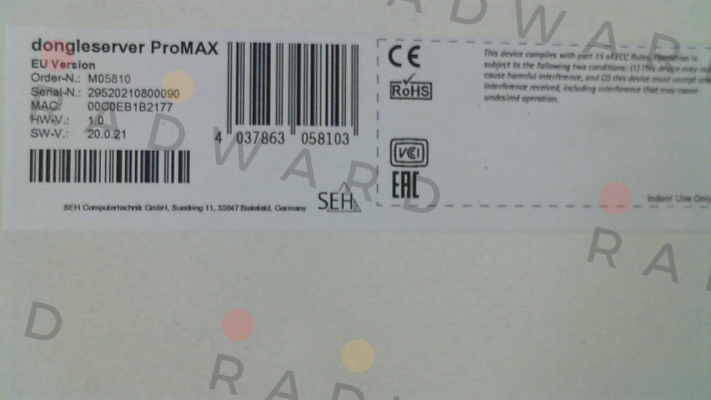 dongleserver ProMAX
EU Version
Order-N.: M05810
Serial-N.: 29520210800090
MAC: 00C0EB1B2177
HW-V.: 1.0
SW-V.: 20.0.21
4 037863 058103
SEH Computertechnik GmbH, Suedring 11, 33647 Bielefeld, Germany
SEH
CE
RoHS
VCI
EAC
This device complies with part 15 of FCC Rules. Operation is
subject to the following two conditions: (1) This device may not
cause harmful interference, and (2) this device must accept any
interference received, including interference that may cause
undesired operation.
Indoor Use Only
RADWARD